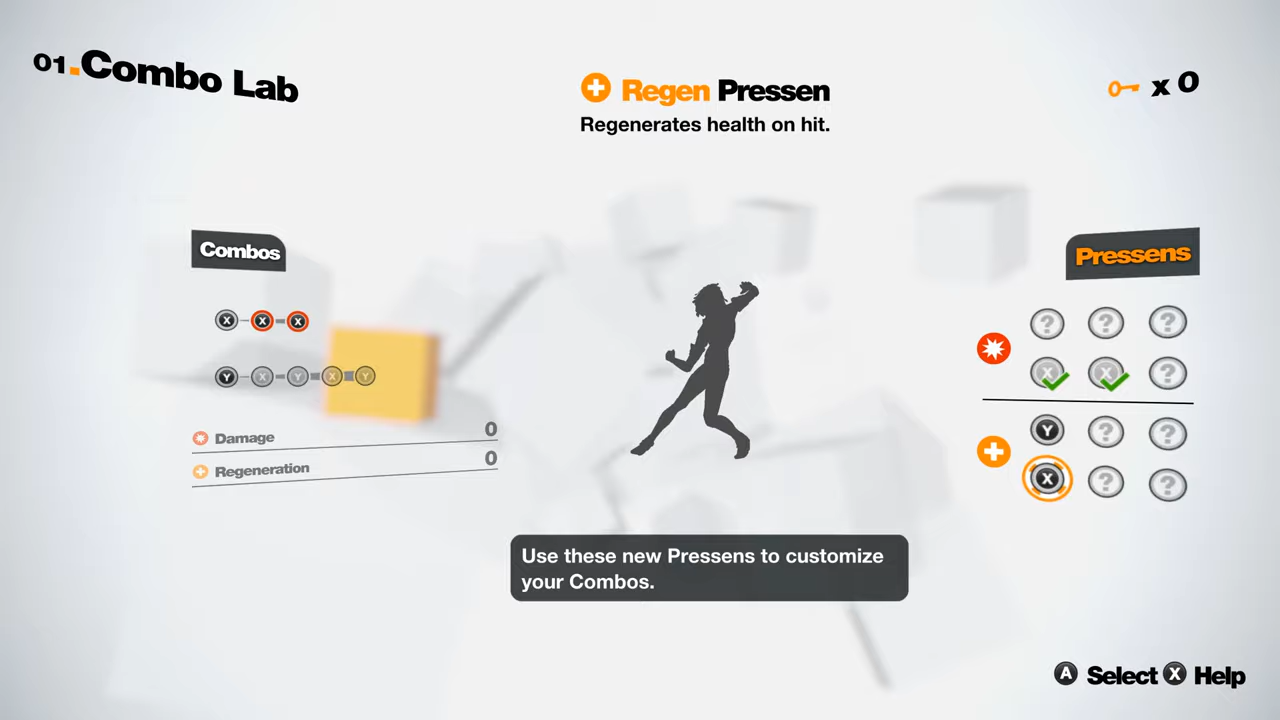 01.Combo Lab
Regen Pressen
Regenerates health on hit.
x 0
Combos
X X X
Y X Y X Y
Damage 0
Regeneration 0
Pressens
? ? ?
X X ?
Y ? ?
X ? ?
Use these new Pressens to customize
your Combos.
A Select X Help